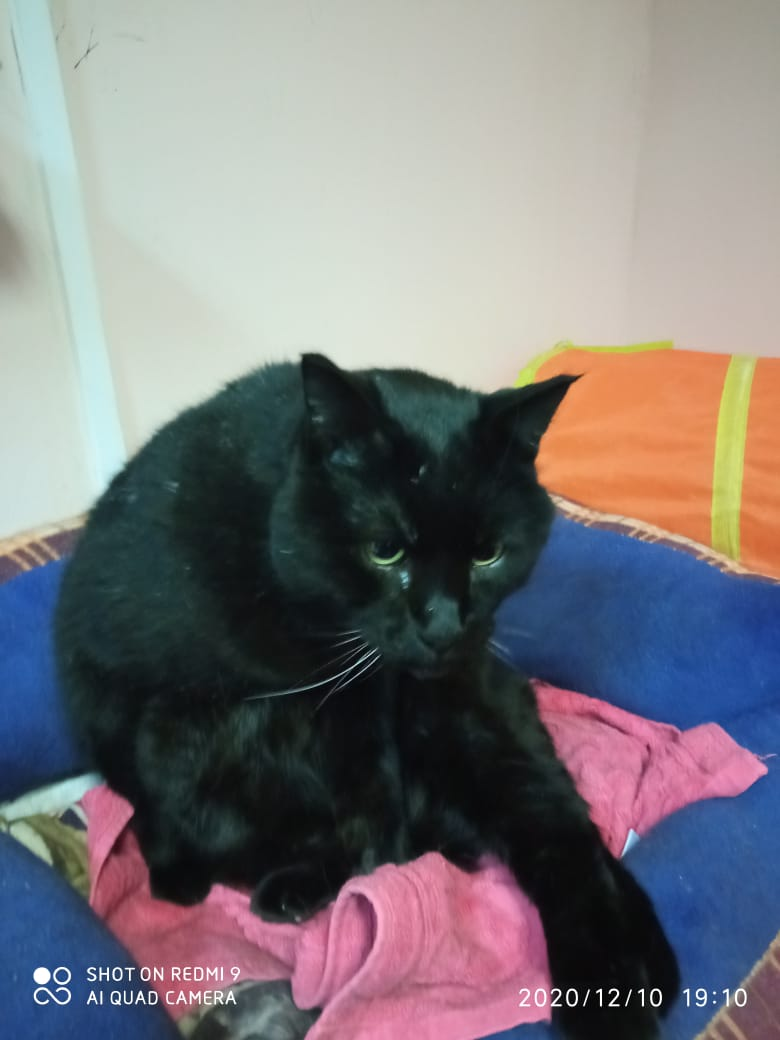 SHOT ON REDMI 9
AI QUAD CAMERA
2020/12/10 19:10